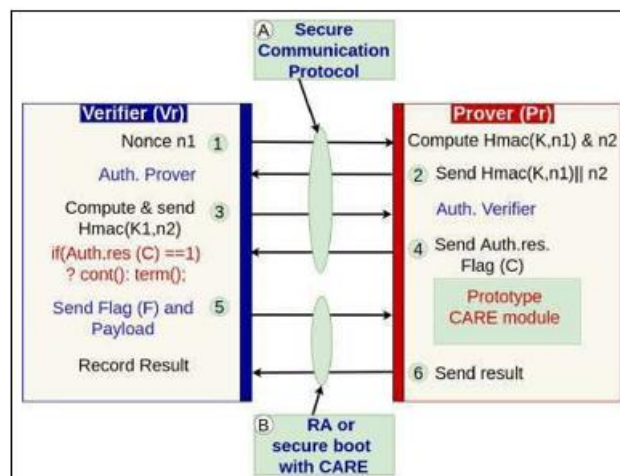 A Secure
Communication
Protocol
Verifier (Vr)
Prover (Pr)
Nonce n1 1
Compute Hmac(K,n1) & n2
Auth. Prover
2 Send Hmac(K,n1)|| n2
Compute & send 3
Hmac(K1,n2)
Auth. Verifier
if(Auth.res (C) ==1)
? cont(): term();
4 Send Auth.res.
Flag (C)
Send Flag (F) and 5
Payload
Prototype
CARE module
Record Result
6 Send result
B RA or
secure boot
with CARE